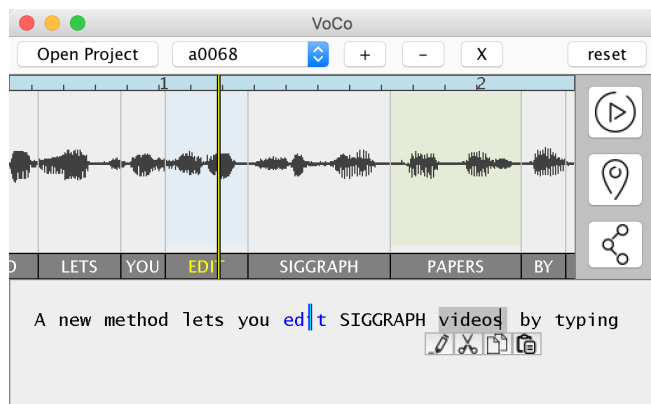 VoCo
Open Project a0068 + - X reset
1 2
LETS YOU EDIT SIGGRAPH PAPERS BY
A new method lets you edit SIGGRAPH videos by typing